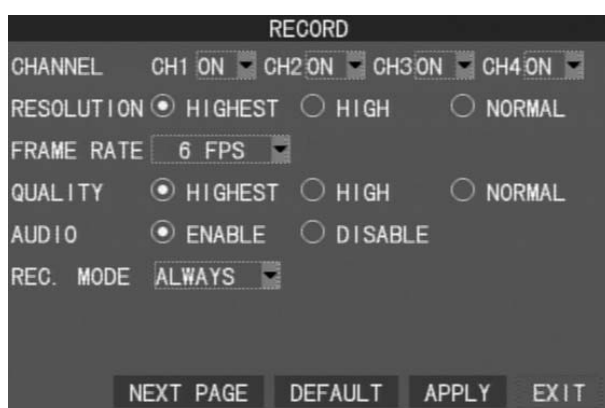 RECORD
CHANNEL CH1 ON CH2 ON CH3 ON CH4 ON
RESOLUTION HIGHEST HIGH NORMAL
FRAME RATE 6 FPS
QUALITY HIGHEST HIGH NORMAL
AUDIO ENABLE DISABLE
REC. MODE ALWAYS
NEXT PAGE DEFAULT APPLY EXIT